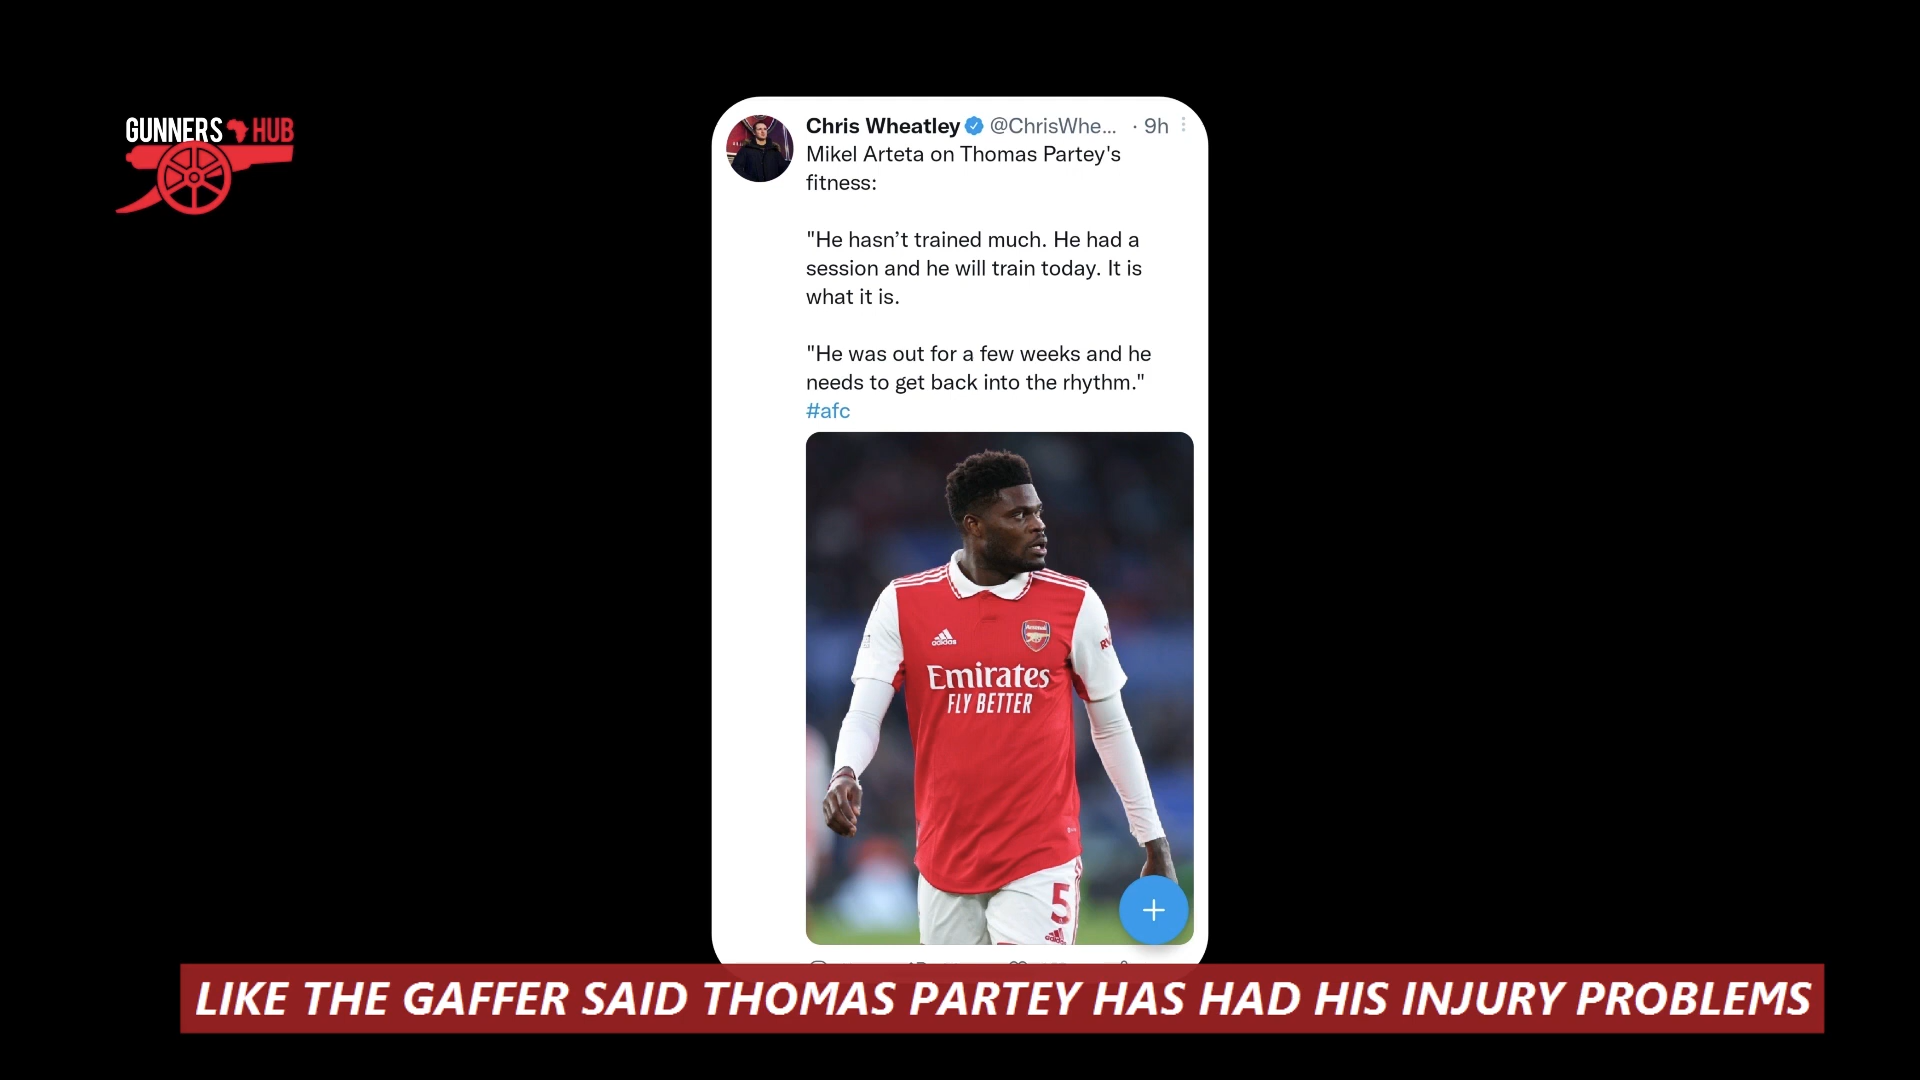 GUNNERS HUB
Chris Wheatley @ChrisWhe... · 9h
Mikel Arteta on Thomas Partey's
fitness:
"He hasn’t trained much. He had a
session and he will train today. It is
what it is.
"He was out for a few weeks and he
needs to get back into the rhythm."
#afc
Arsenal
adidas
Emirates
FLY BETTER
5
adidas
LIKE THE GAFFER SAID THOMAS PARTEY HAS HAD HIS INJURY PROBLEMS